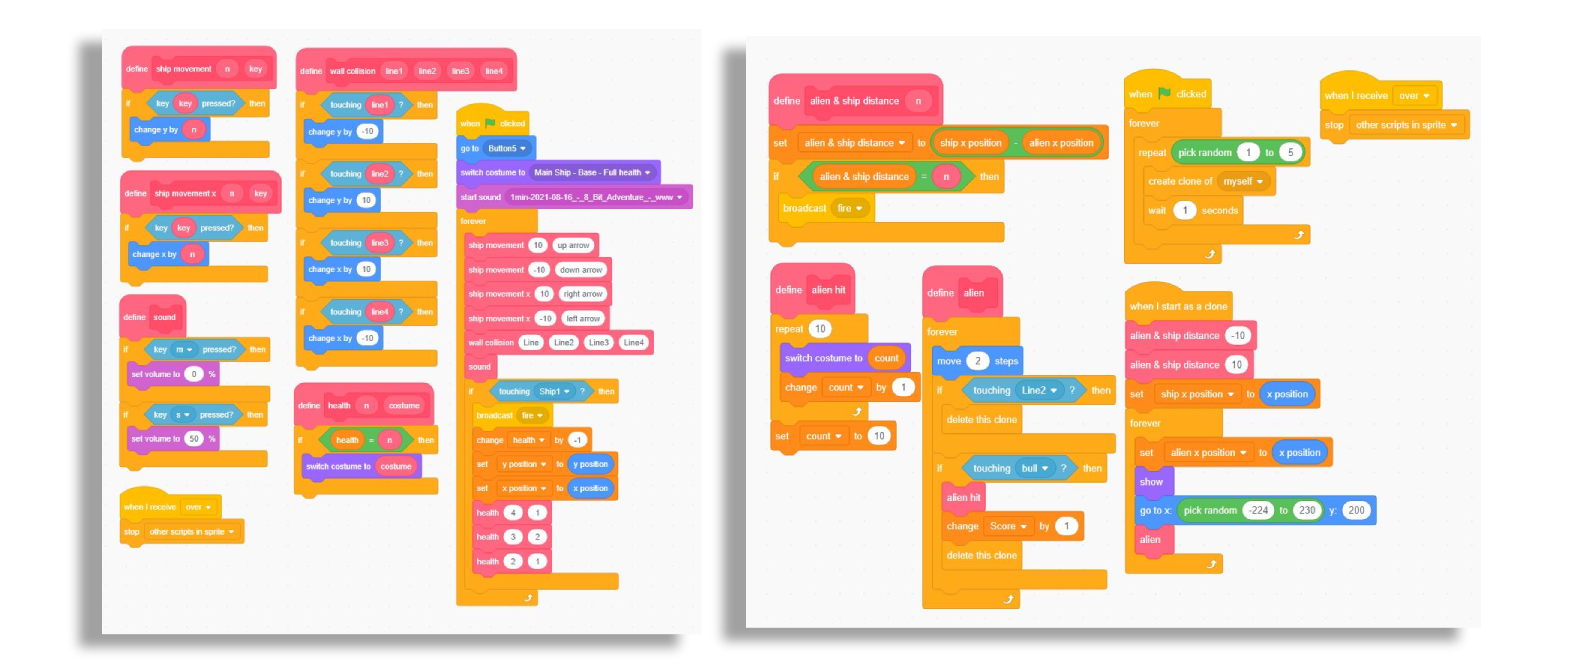 define ship movement n key
if key key pressed? then
change y by n
define ship movement x n key
if key key pressed? then
change x by n
define sound
if key m pressed? then
set volume to 0 %
if key s pressed? then
set volume to 50 %
when I receive over
stop other scripts in sprite
define wall collision line1 line2 line3 line4
if touching line1 ? then
change y by -10
if touching line2 ? then
change y by 10
if touching line3 ? then
change x by 10
if touching line4 ? then
change x by -10
define health n costume
if health = n then
switch costume to costume
when clicked
go to Button5
switch costume to Main Ship - Base - Full health
start sound 1min-2021-08-16_-_8_Bit_Adventure_-_www
forever
ship movement 10 up arrow
ship movement -10 down arrow
ship movement x 10 right arrow
ship movement x -10 left arrow
wall collision Line Line2 Line3 Line4
sound
if touching Ship1 ? then
broadcast fire
change health by -1
set y position to y position
set x position to x position
health 4 1
health 3 2
health 2 1
define alien & ship distance n
set alien & ship distance to ship x position - alien x position
if alien & ship distance = n then
broadcast fire
define alien hit
repeat 10
switch costume to count
change count by 1
set count to 10
define alien
forever
move 2 steps
if touching Line2 ? then
delete this clone
if touching bull ? then
alien hit
change Score by 1
delete this clone
when clicked
forever
repeat pick random 1 to 5
create clone of myself
wait 1 seconds
when I start as a clone
alien & ship distance -10
alien & ship distance 10
set ship x position to x position
forever
set alien x position to x position
show
go to x: pick random -224 to 230 y: 200
alien
when I receive over
stop other scripts in sprite